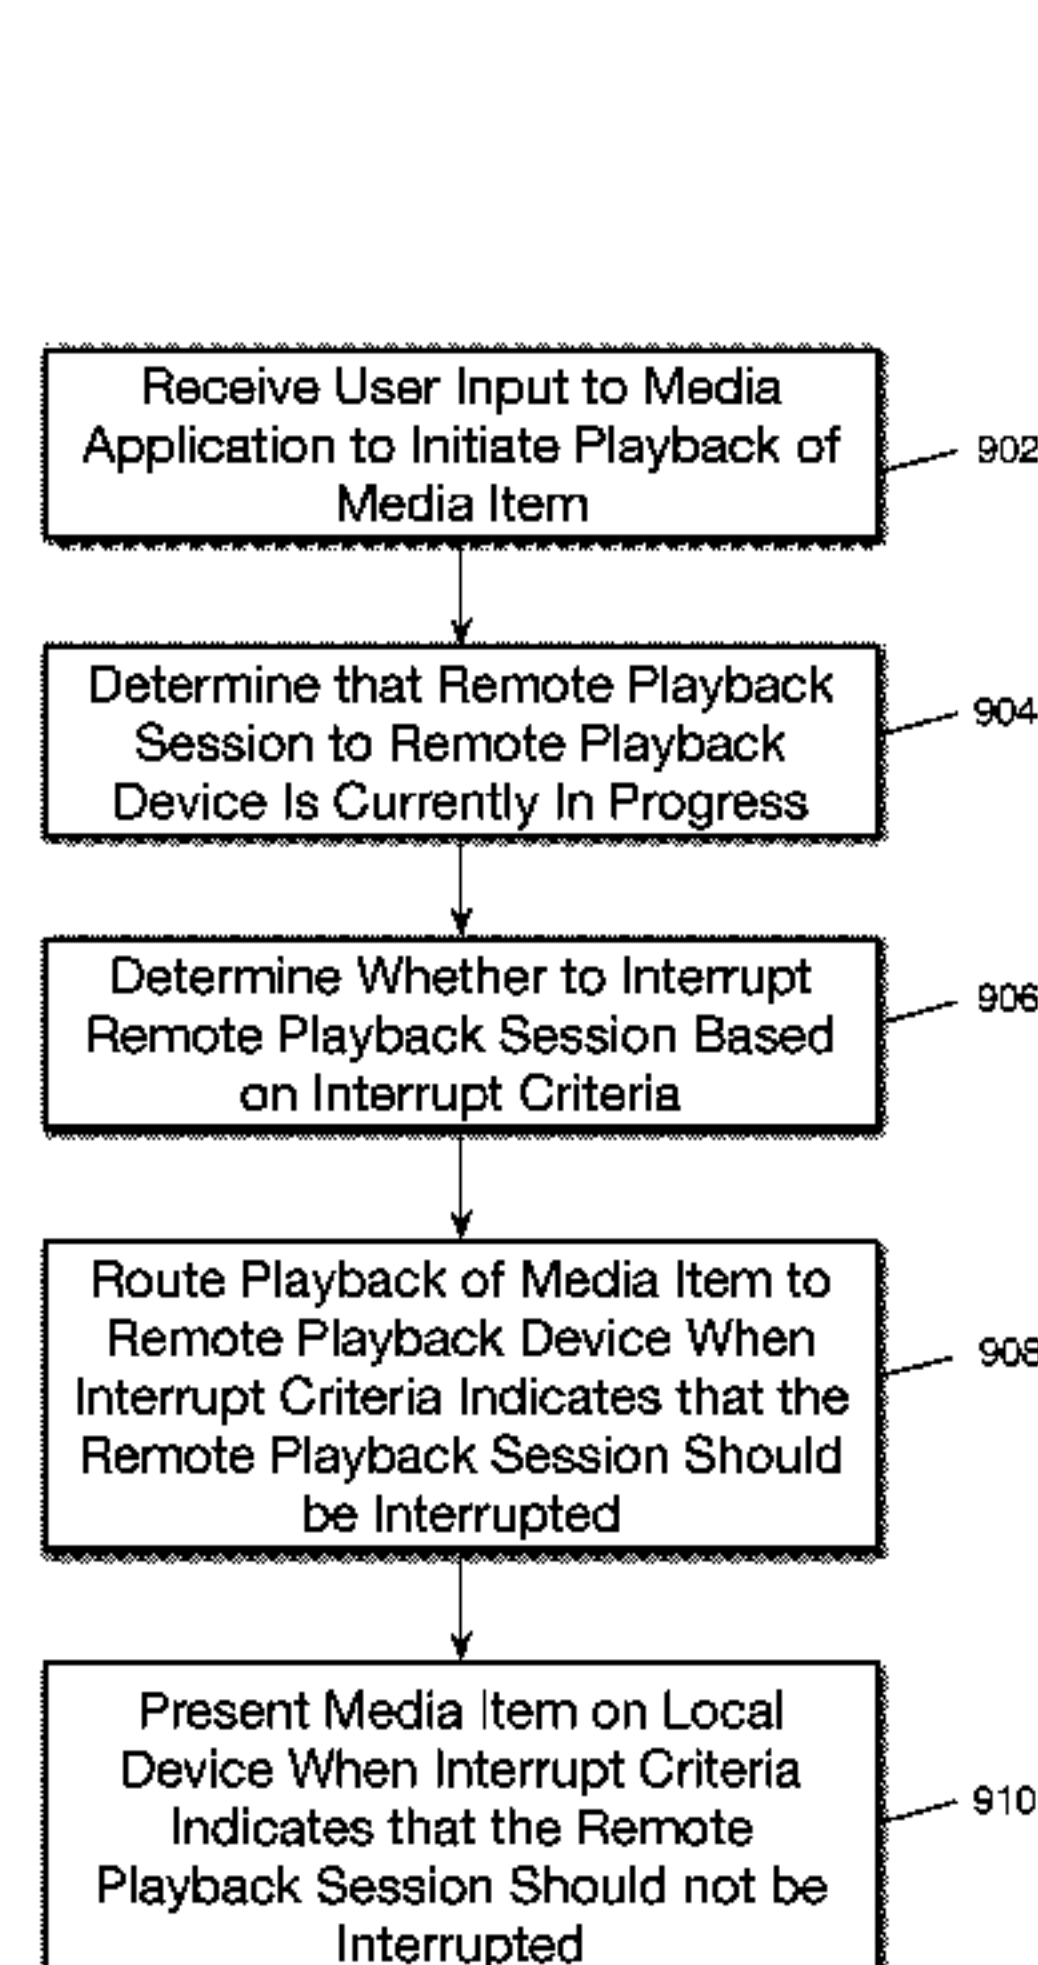 Receive User Input to Media
Application to Initiate Playback of
Media Item
902
Determine that Remote Playback
Session to Remote Playback
Device Is Currently In Progress
904
Determine Whether to Interrupt
Remote Playback Session Based
on Interrupt Criteria
906
Route Playback of Media Item to
Remote Playback Device When
Interrupt Criteria Indicates that the
Remote Playback Session Should
be Interrupted
908
Present Media Item on Local
Device When Interrupt Criteria
Indicates that the Remote
Playback Session Should not be
Interrupted
910